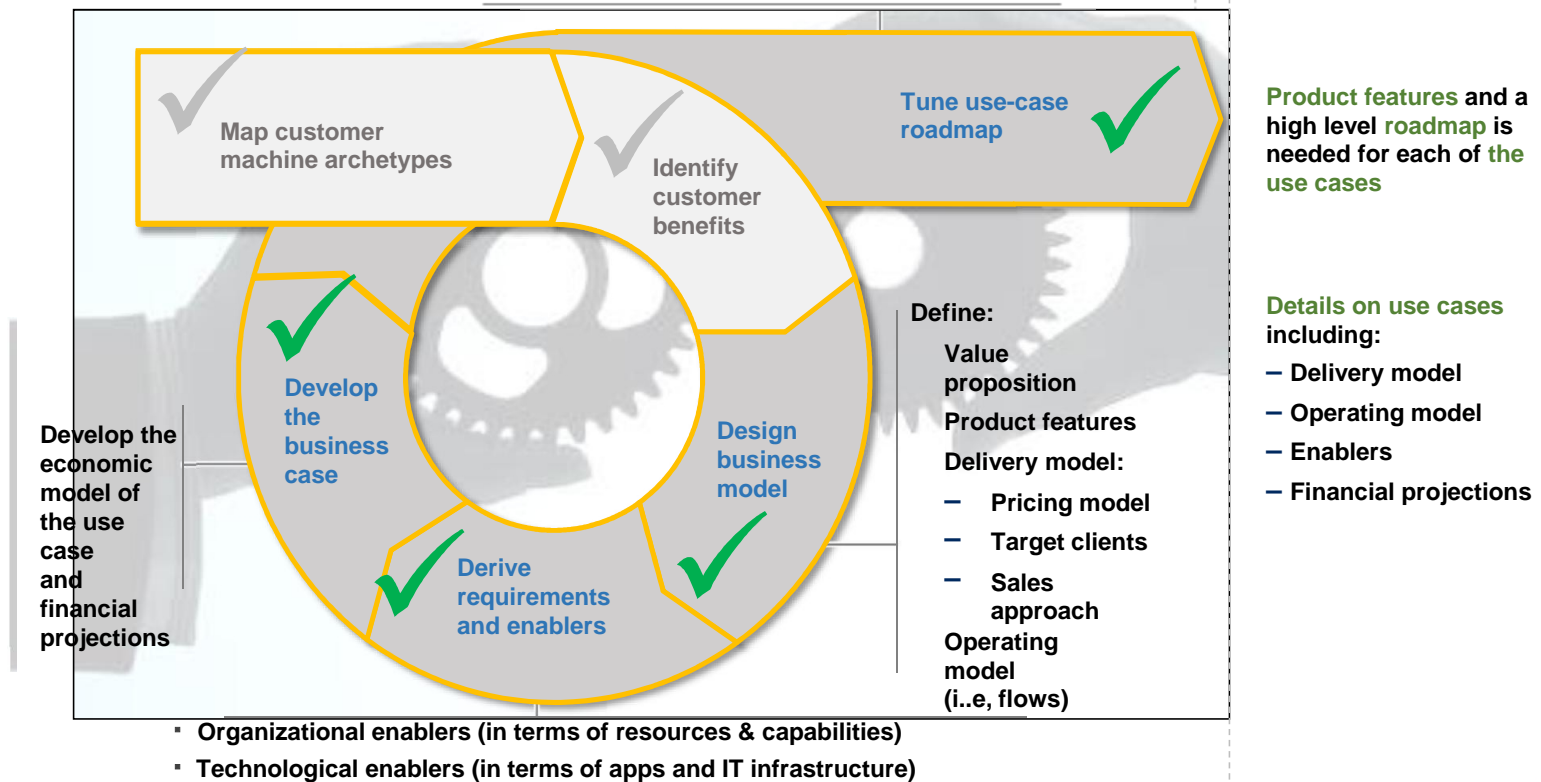 Map customer
machine archetypes
Identify
customer
benefits
Tune use-case
roadmap
Product features and a
high level roadmap is
needed for each of the
use cases
Details on use cases
including:
– Delivery model
– Operating model
– Enablers
– Financial projections
Define:
Value
proposition
Product features
Delivery model:
– Pricing model
– Target clients
– Sales
approach
Operating
model
(i..e, flows)
Design
business
model
Derive
requirements
and enablers
Develop
the
business
case
Develop the
economic
model of
the use
case
and
financial
projections
▪ Organizational enablers (in terms of resources & capabilities)
▪ Technological enablers (in terms of apps and IT infrastructure)